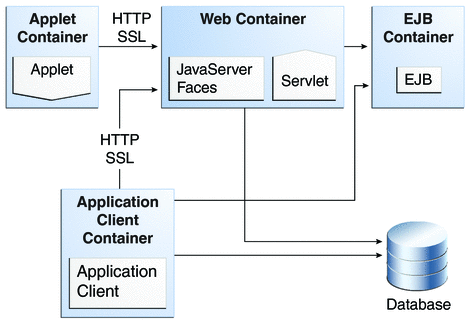 Applet
Container
Applet
HTTP
SSL
Web Container
JavaServer
Faces
Servlet
EJB
Container
EJB
HTTP
SSL
Application
Client
Container
Application
Client
Database